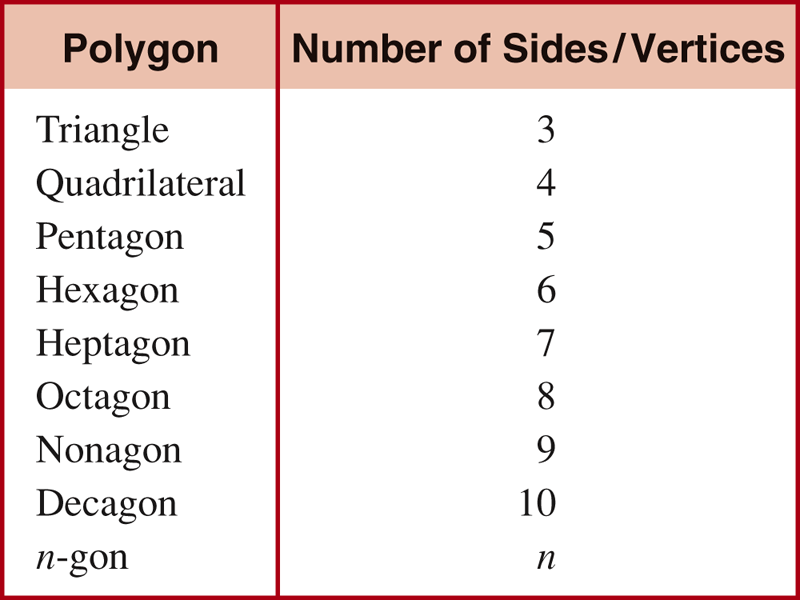 Polygon Number of Sides/Vertices
Triangle 3
Quadrilateral 4
Pentagon 5
Hexagon 6
Heptagon 7
Octagon 8
Nonagon 9
Decagon 10
n-gon n